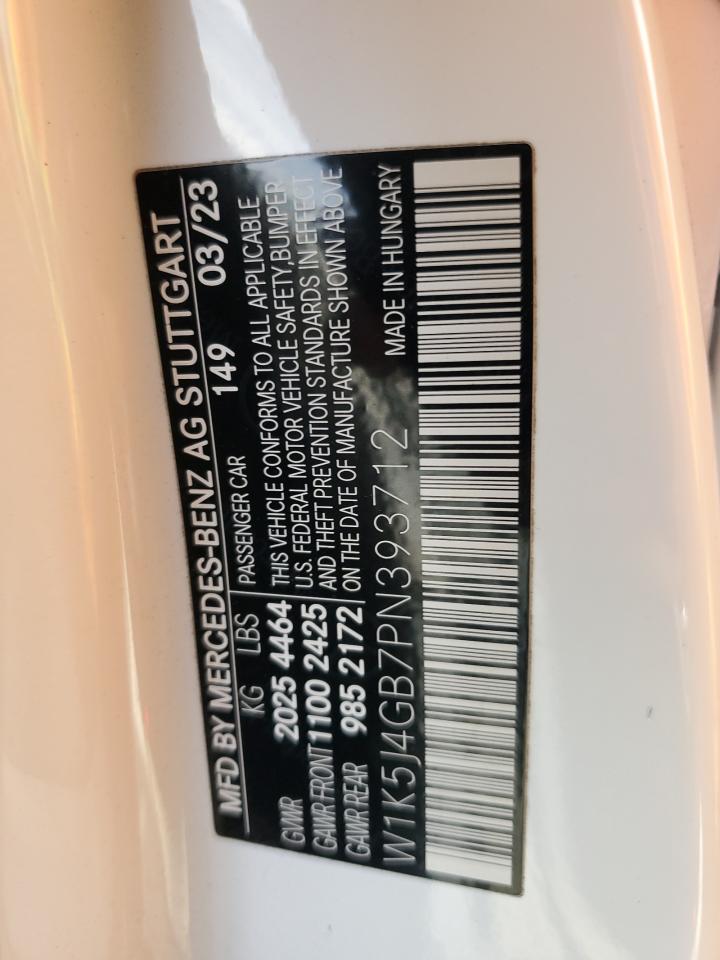 MFD BY MERCEDES-BENZ AG STUTTGART
KG LBS PASSENGER CAR 149 03/23
GVWR 2025 4464 THIS VEHICLE CONFORMS TO ALL APPLICABLE
U.S. FEDERAL MOTOR VEHICLE SAFETY, BUMPER
GAWR FRONT 1100 2425 AND THEFT PREVENTION STANDARDS IN EFFECT
GAWR REAR 985 2172 ON THE DATE OF MANUFACTURE SHOWN ABOVE
W1K5J4GB7PN393712 MADE IN HUNGARY